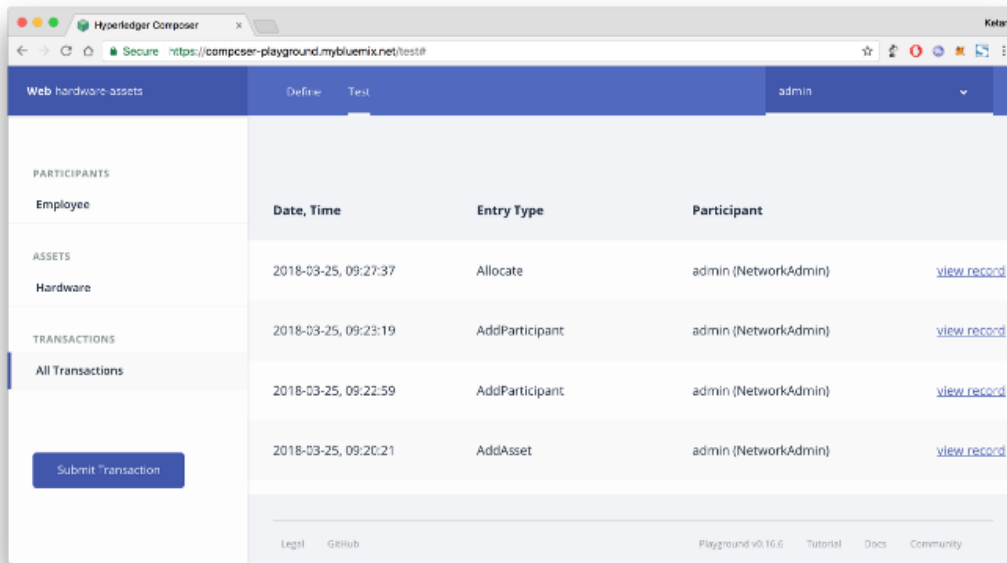 Hyperledger Composer
Secure https://composer-playground.mybluemix.net/test#
Web hardware-assets Define Test admin
PARTICIPANTS
Employee
ASSETS
Hardware
TRANSACTIONS
All Transactions
Submit Transaction
Date, Time Entry Type Participant
2018-03-25, 09:27:37 Allocate admin (NetworkAdmin) view record
2018-03-25, 09:23:19 AddParticipant admin (NetworkAdmin) view record
2018-03-25, 09:22:59 AddParticipant admin (NetworkAdmin) view record
2018-03-25, 09:20:21 AddAsset admin (NetworkAdmin) view record
Legal GitHub Playground v0.16.6 Tutorial Docs Community